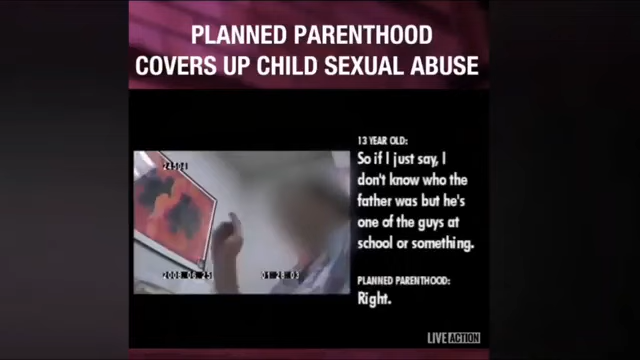 PLANNED PARENTHOOD
COVERS UP CHILD SEXUAL ABUSE
13 YEAR OLD:
So if I just say, I
don't know who the
father was but he's
one of the guys at
school or something.
PLANNED PARENTHOOD:
Right.
24504
2008.06.25
01:28:03
LIVE ACTION